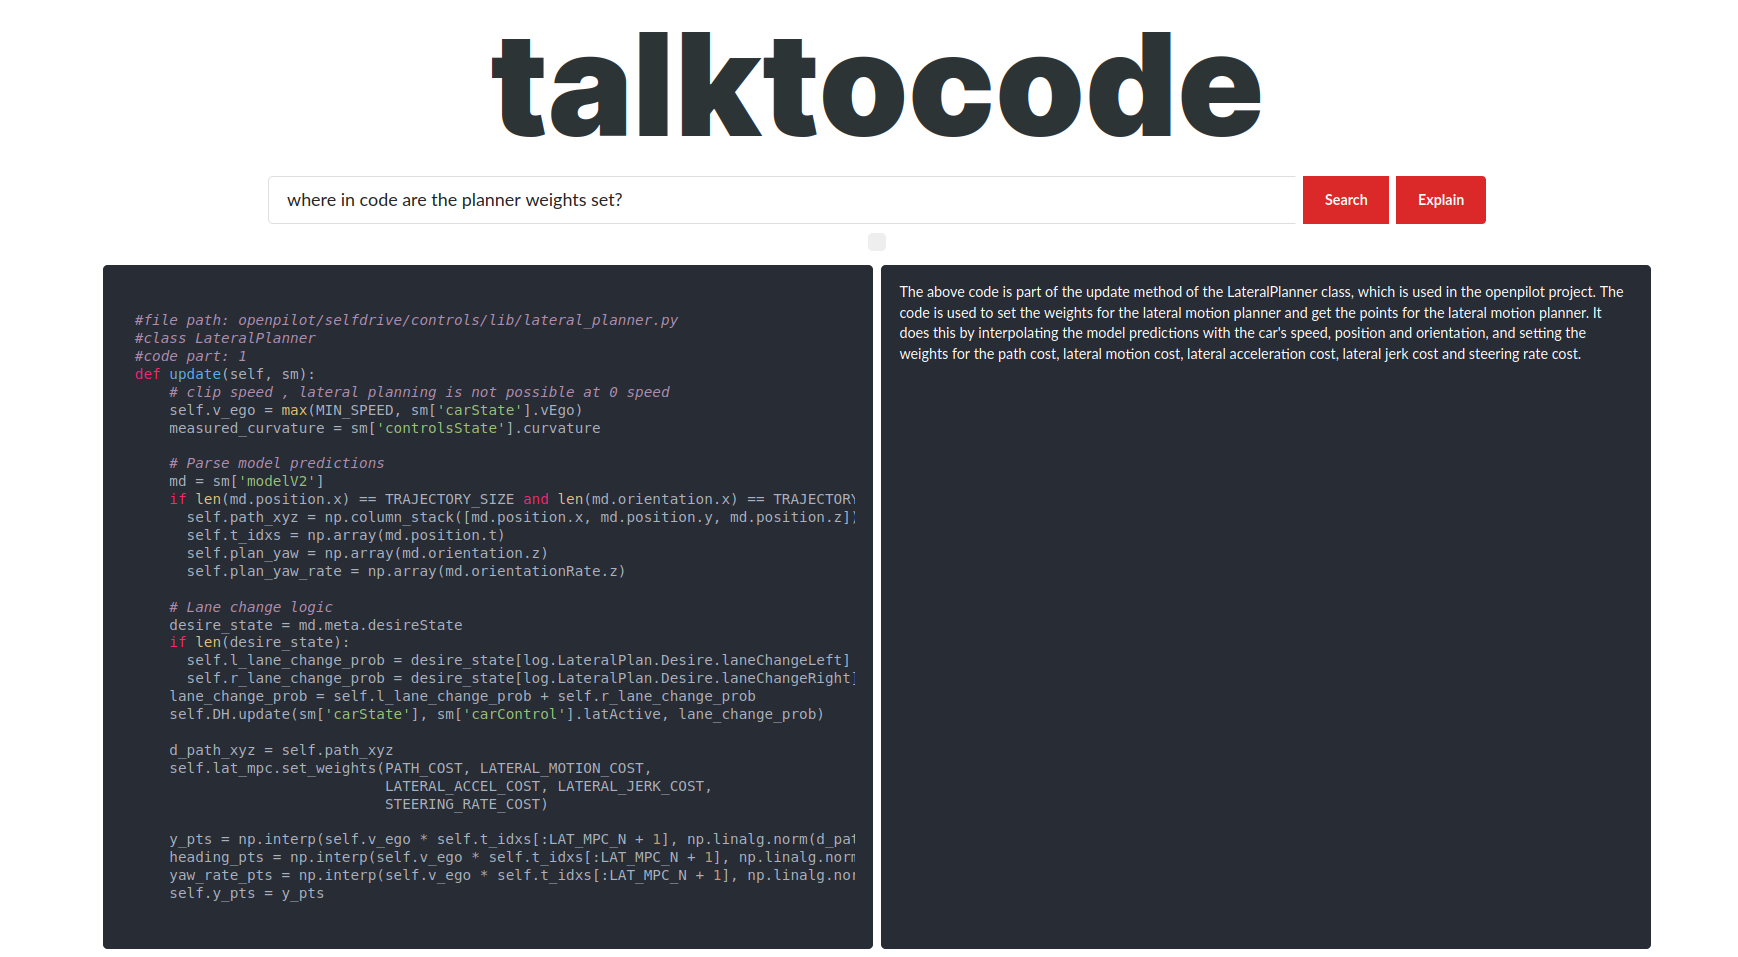 talktocode
where in code are the planner weights set?
Search
Explain
#file path: openpilot/selfdrive/controls/lib/lateral_planner.py
#class LateralPlanner
#code part: 1
def update(self, sm):
    # clip speed , lateral planning is not possible at 0 speed
    self.v_ego = max(MIN_SPEED, sm['carState'].vEgo)
    measured_curvature = sm['controlsState'].curvature

    # Parse model predictions
    md = sm['modelV2']
    if len(md.position.x) == TRAJECTORY_SIZE and len(md.orientation.x) == TRAJECTORY
      self.path_xyz = np.column_stack([md.position.x, md.position.y, md.position.z])
      self.t_idxs = np.array(md.position.t)
      self.plan_yaw = np.array(md.orientation.z)
      self.plan_yaw_rate = np.array(md.orientationRate.z)

    # Lane change logic
    desire_state = md.meta.desireState
    if len(desire_state):
      self.l_lane_change_prob = desire_state[log.LateralPlan.Desire.laneChangeLeft]
      self.r_lane_change_prob = desire_state[log.LateralPlan.Desire.laneChangeRight]
    lane_change_prob = self.l_lane_change_prob + self.r_lane_change_prob
    self.DH.update(sm['carState'], sm['carControl'].latActive, lane_change_prob)

    d_path_xyz = self.path_xyz
    self.lat_mpc.set_weights(PATH_COST, LATERAL_MOTION_COST,
                             LATERAL_ACCEL_COST, LATERAL_JERK_COST,
                             STEERING_RATE_COST)

    y_pts = np.interp(self.v_ego * self.t_idxs[:LAT_MPC_N + 1], np.linalg.norm(d_pat
    heading_pts = np.interp(self.v_ego * self.t_idxs[:LAT_MPC_N + 1], np.linalg.norm
    yaw_rate_pts = np.interp(self.v_ego * self.t_idxs[:LAT_MPC_N + 1], np.linalg.nor
    self.y_pts = y_pts
The above code is part of the update method of the LateralPlanner class, which is used in the openpilot project. The
code is used to set the weights for the lateral motion planner and get the points for the lateral motion planner. It
does this by interpolating the model predictions with the car's speed, position and orientation, and setting the
weights for the path cost, lateral motion cost, lateral acceleration cost, lateral jerk cost and steering rate cost.